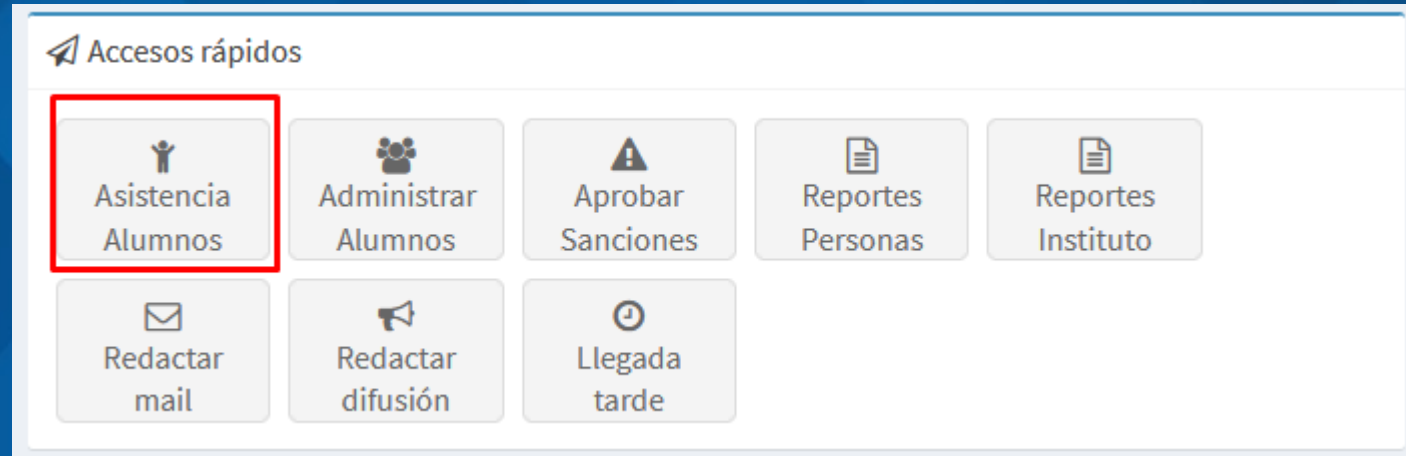 Accesos rápidos
Asistencia
Alumnos
Administrar
Alumnos
Aprobar
Sanciones
Reportes
Personas
Reportes
Instituto
Redactar
mail
Redactar
difusión
Llegada
tarde